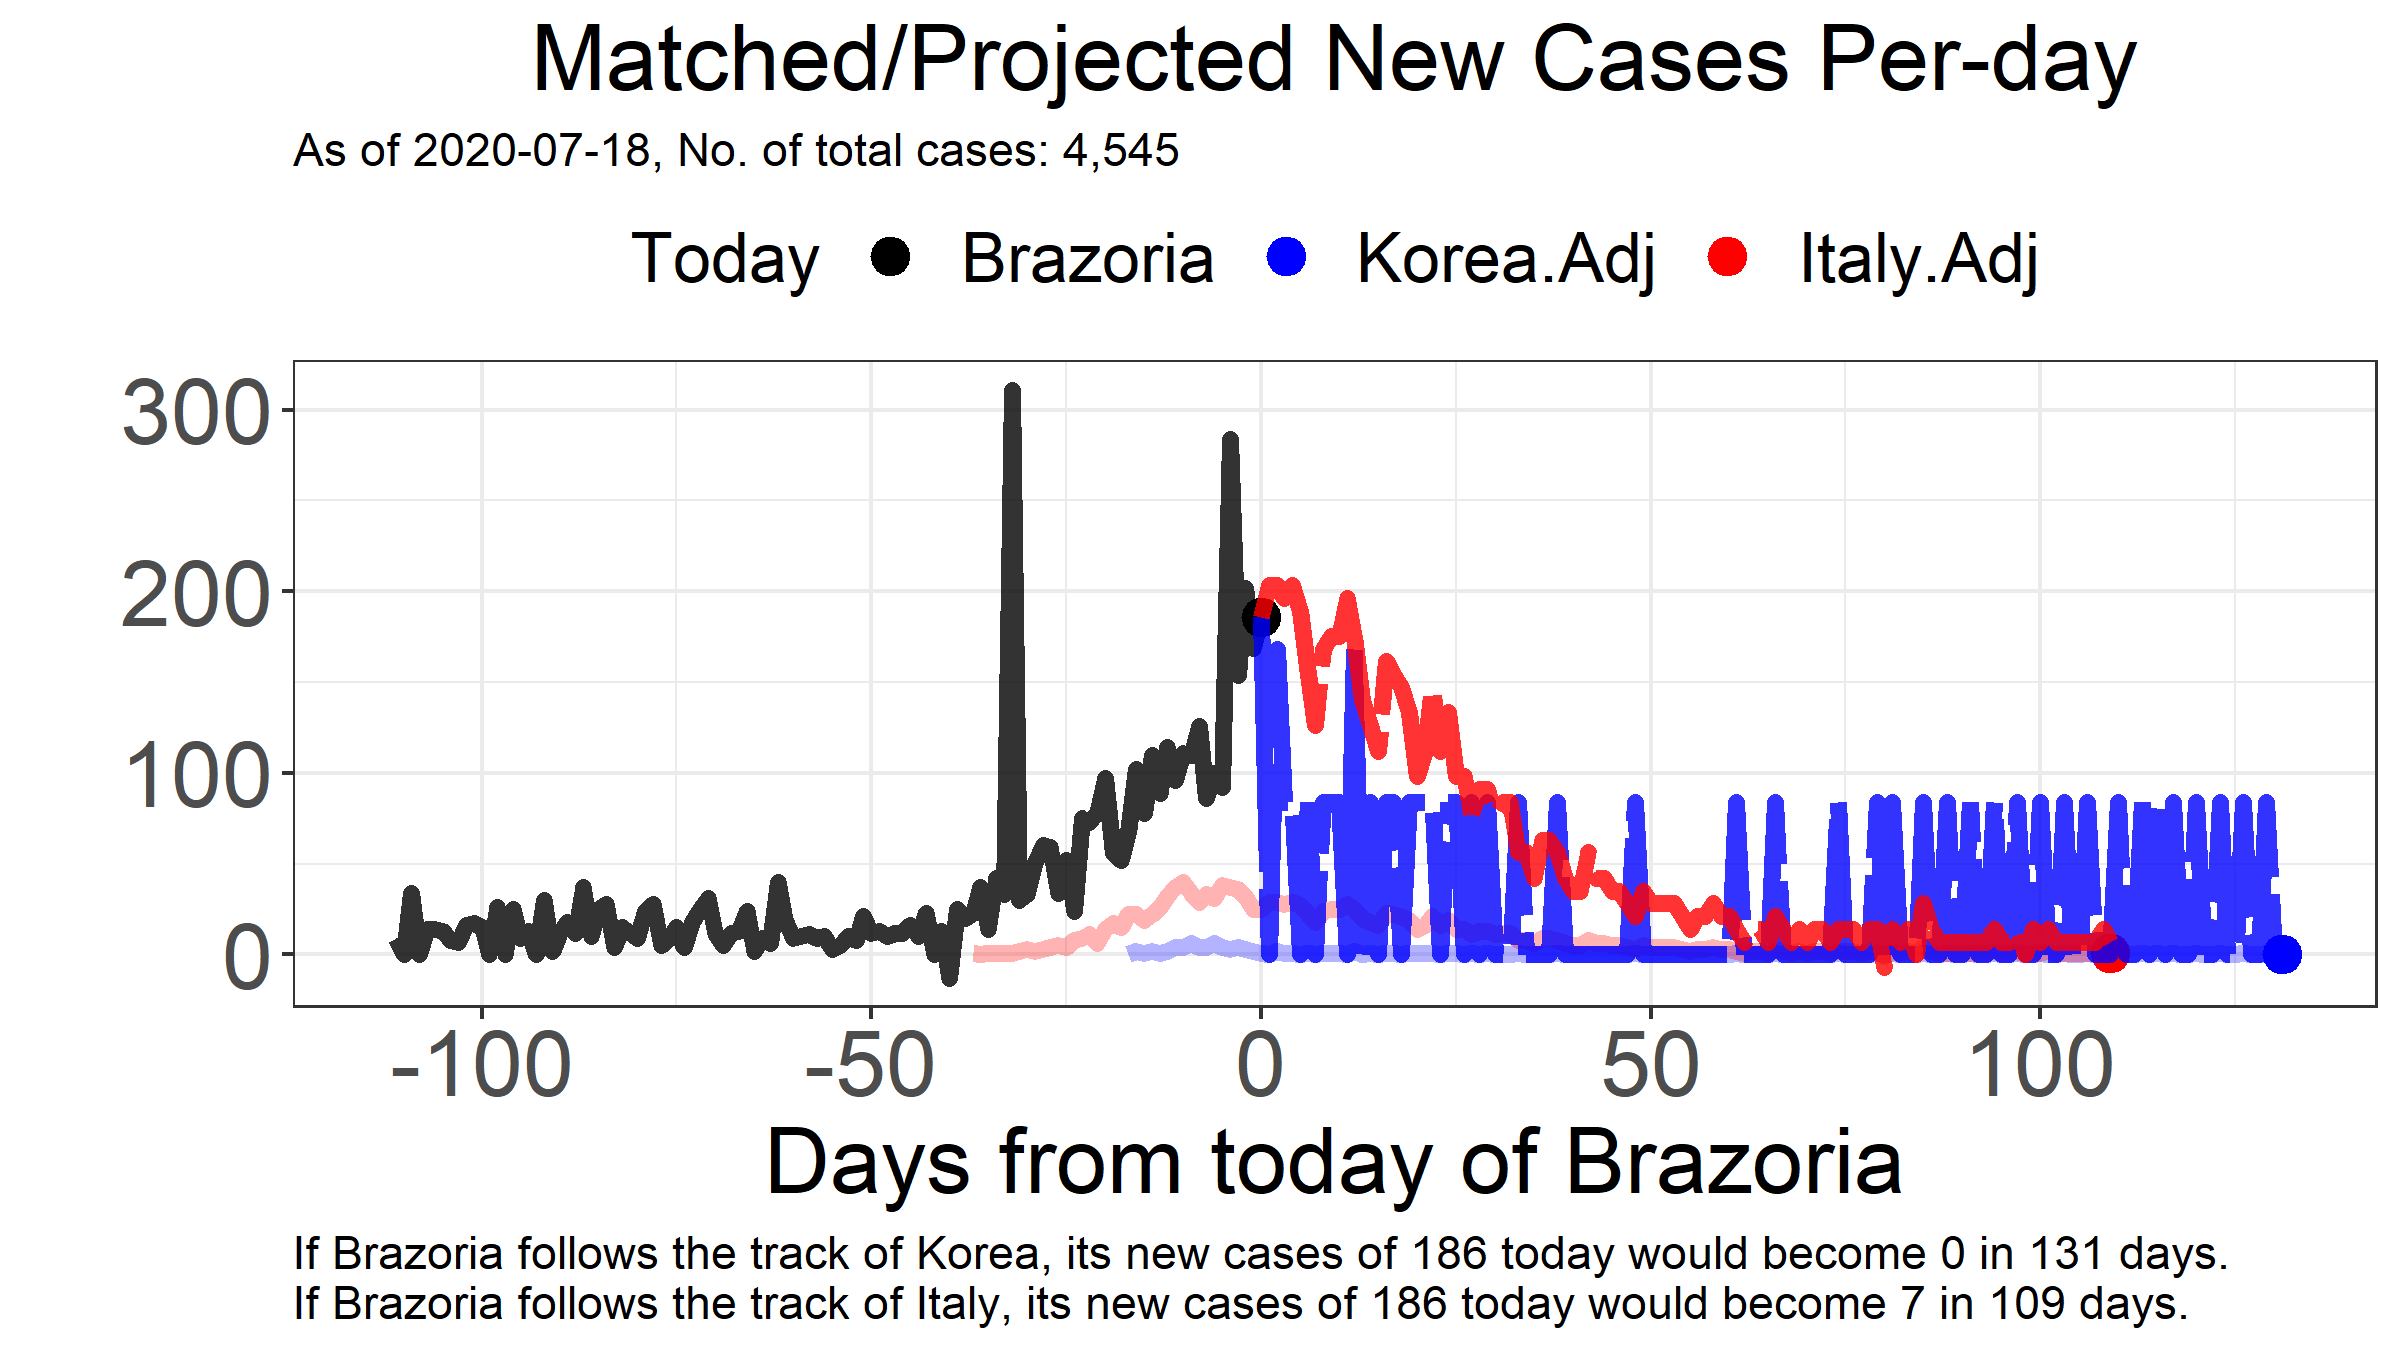 Matched/Projected New Cases Per-day
As of 2020-07-18, No. of total cases: 4,545
Today Brazoria Korea.Adj Italy.Adj
300
200
100
0
-100 -50 0 50 100
Days from today of Brazoria
If Brazoria follows the track of Korea, its new cases of 186 today would become 0 in 131 days.
If Brazoria follows the track of Italy, its new cases of 186 today would become 7 in 109 days.